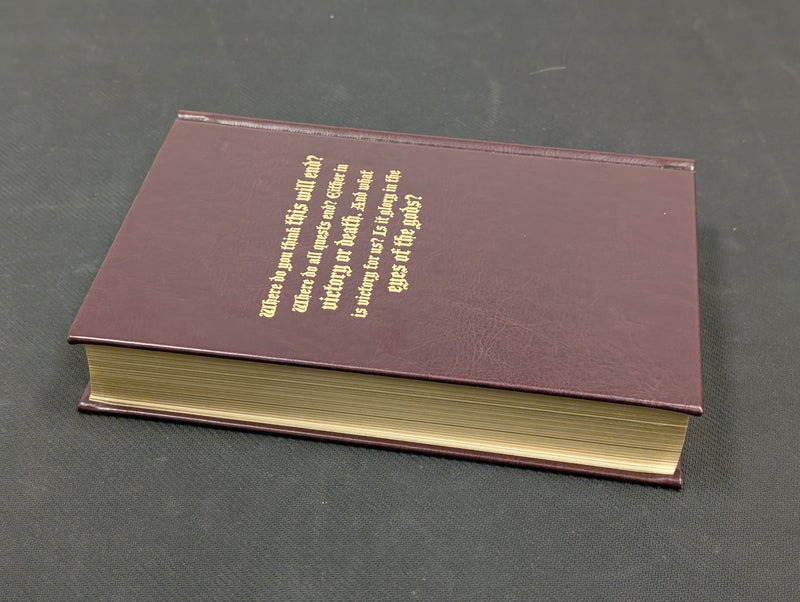 Where do you think this will end?
Where do all quests end? Either in
victory or death. And what
is victory for us? Is it glory in the
eyes of the gods?